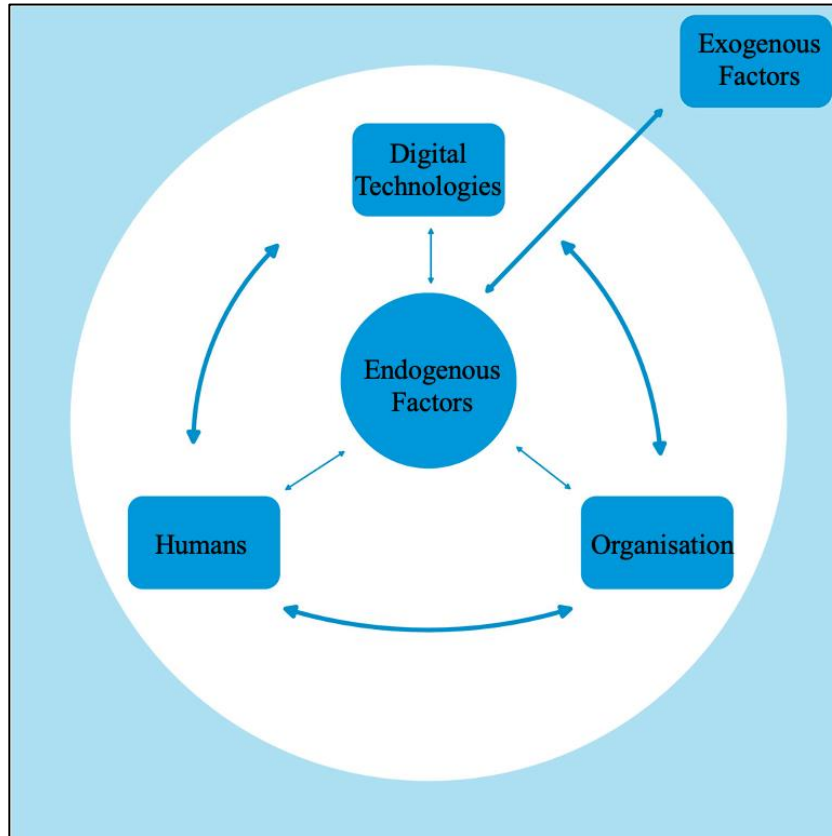 Exogenous
Factors
Digital
Technologies
Endogenous
Factors
Humans
Organisation